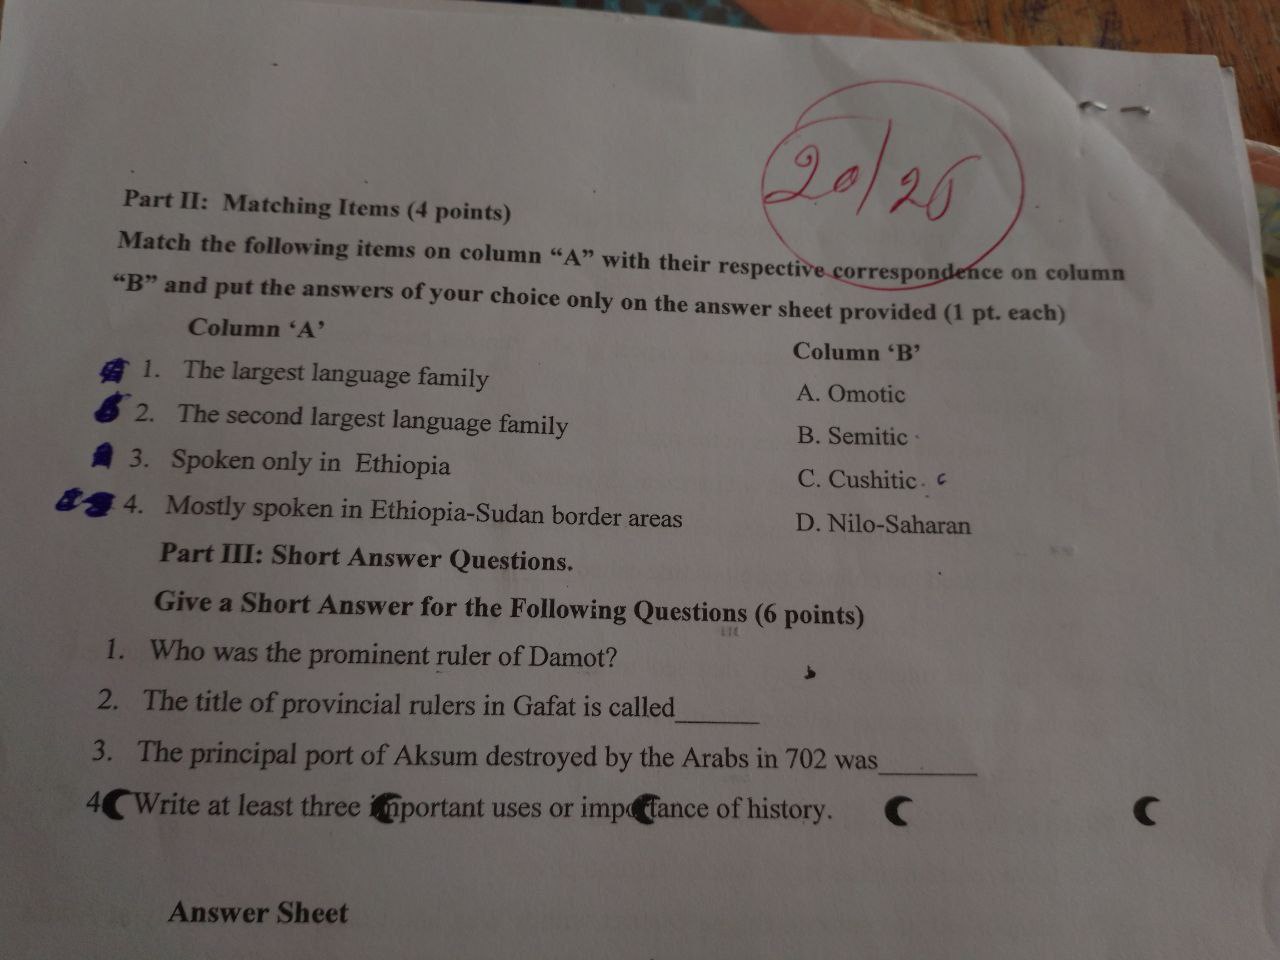 20/26
Part II: Matching Items (4 points)
Match the following items on column “A” with their respective correspondence on column
“B” and put the answers of your choice only on the answer sheet provided (1 pt. each)
Column ‘A’
Column ‘B’
1. The largest language family
A. Omotic
2. The second largest language family
B. Semitic
3. Spoken only in Ethiopia
C. Cushitic. c
4. Mostly spoken in Ethiopia-Sudan border areas
D. Nilo-Saharan
Part III: Short Answer Questions.
Give a Short Answer for the Following Questions (6 points)
1. Who was the prominent ruler of Damot?
2. The title of provincial rulers in Gafat is called______
3. The principal port of Aksum destroyed by the Arabs in 702 was_______
4. Write at least three important uses or importance of history.
Answer Sheet